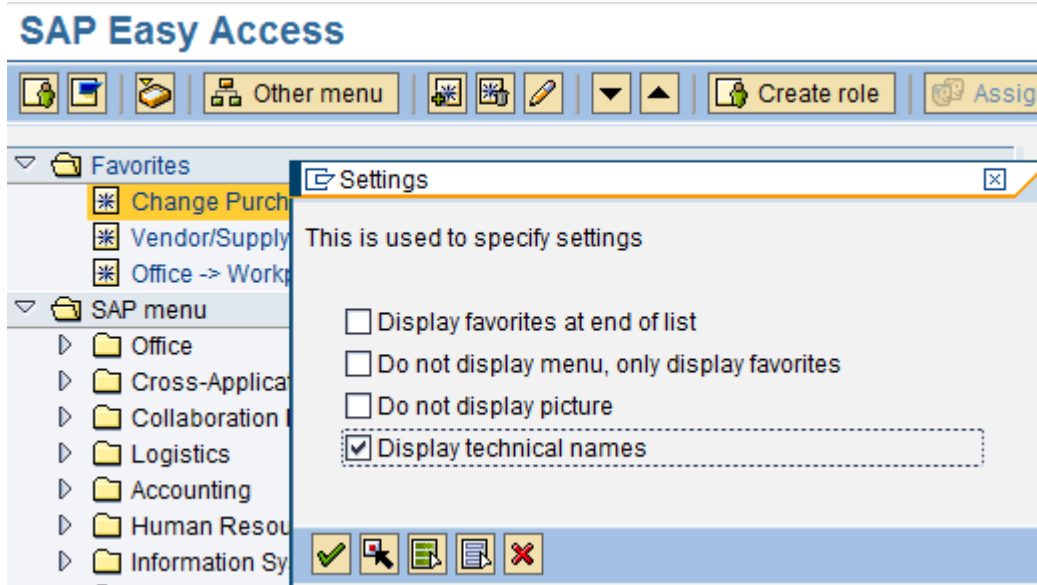 SAP Easy Access
Other menu
Create role
Assig
Favorites
Change Purch
Vendor/Supply
Office -> Workp
SAP menu
Office
Cross-Applicat
Collaboration
Logistics
Accounting
Human Resou
Information Sy
Settings
This is used to specify settings
Display favorites at end of list
Do not display menu, only display favorites
Do not display picture
Display technical names